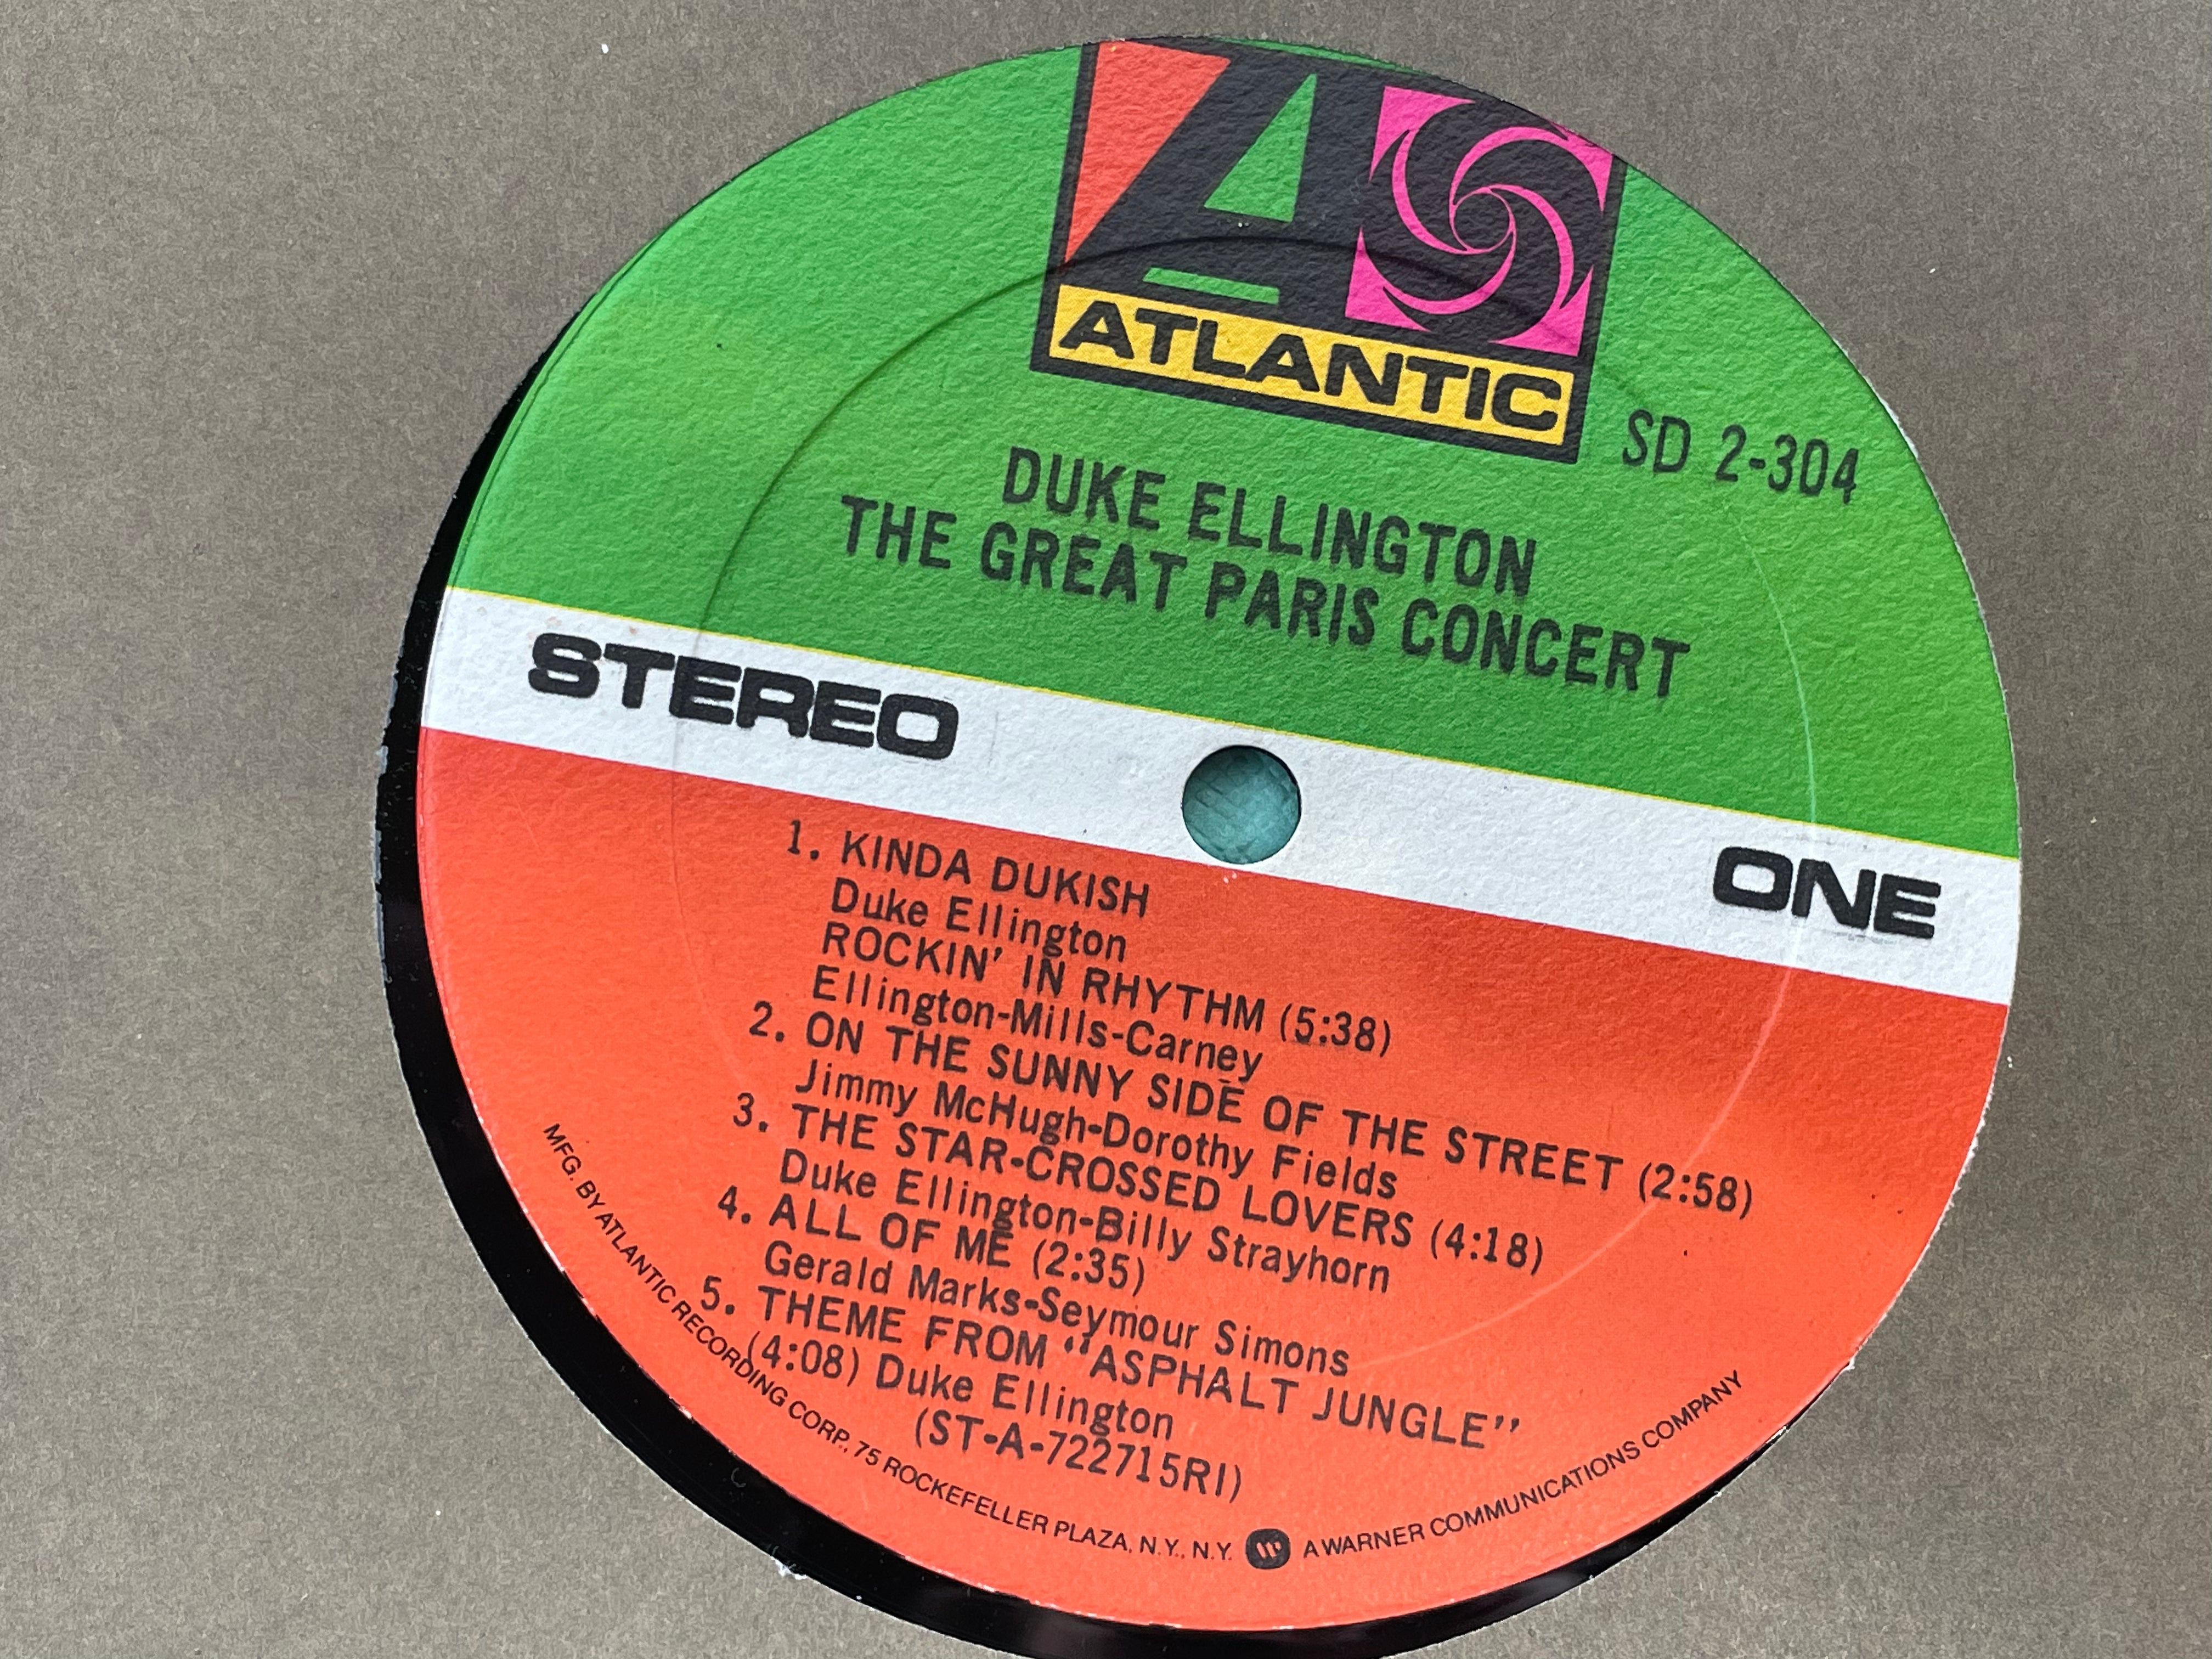 ATLANTIC
SD 2-304
DUKE ELLINGTON
THE GREAT PARIS CONCERT
STEREO
ONE
1. KINDA DUKISH
Duke Ellington
ROCKIN' IN RHYTHM (5:38)
Ellington-Mills-Carney
2. ON THE SUNNY SIDE OF THE STREET (2:58)
Jimmy McHugh-Dorothy Fields
3. THE STAR-CROSSED LOVERS (4:18)
Duke Ellington-Billy Strayhorn
4. ALL OF ME (2:35)
Gerald Marks-Seymour Simons
5. THEME FROM "ASPHALT JUNGLE"
(4:08) Duke Ellington
(ST-A-722715RI)
MFG. BY ATLANTIC RECORDING CORP., 75 ROCKEFELLER PLAZA, N.Y., N.Y. A WARNER COMMUNICATIONS COMPANY